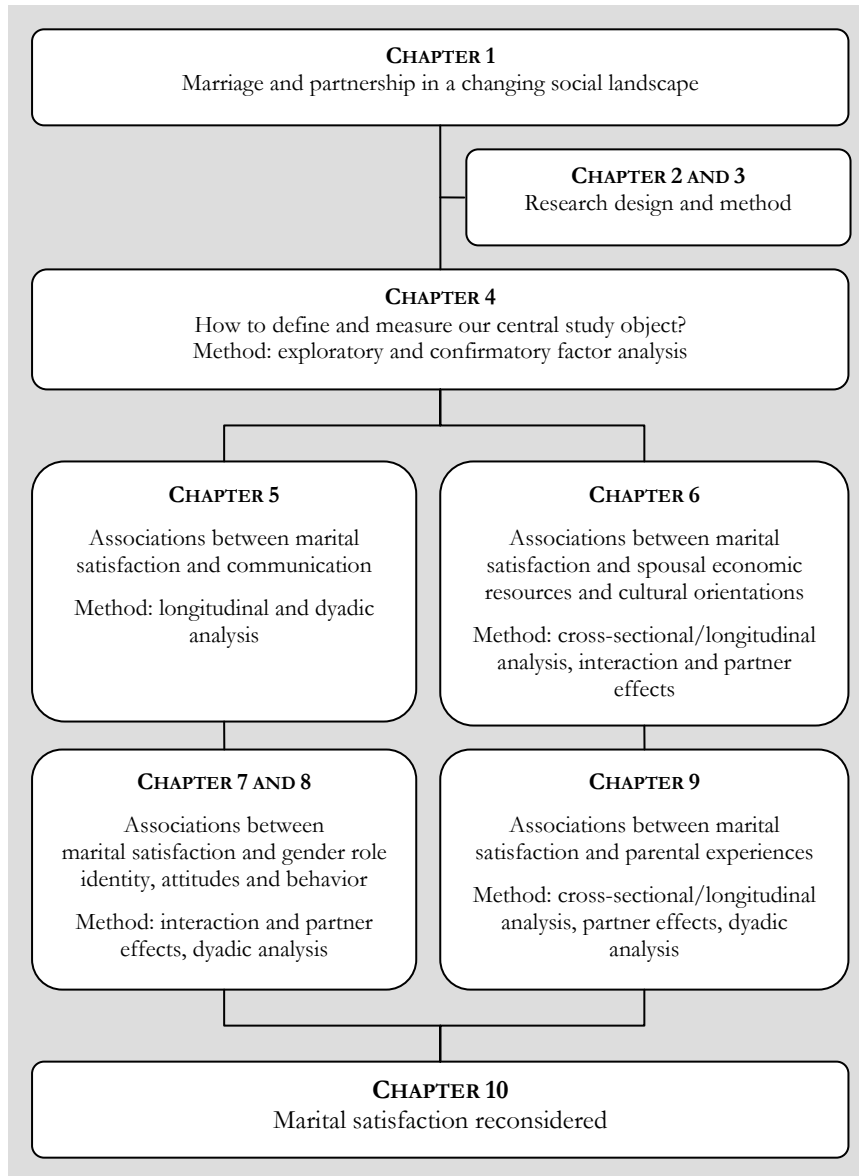 CHAPTER 1
Marriage and partnership in a changing social landscape
CHAPTER 2 AND 3
Research design and method
CHAPTER 4
How to define and measure our central study object?
Method: exploratory and confirmatory factor analysis
CHAPTER 5
Associations between marital
satisfaction and communication
Method: longitudinal and dyadic
analysis
CHAPTER 6
Associations between marital
satisfaction and spousal economic
resources and cultural orientations
Method: cross-sectional/longitudinal
analysis, interaction and partner
effects
CHAPTER 7 AND 8
Associations between
marital satisfaction and gender role
identity, attitudes and behavior
Method: interaction and partner
effects, dyadic analysis
CHAPTER 9
Associations between marital
satisfaction and parental experiences
Method: cross-sectional/longitudinal
analysis, partner effects, dyadic
analysis
CHAPTER 10
Marital satisfaction reconsidered